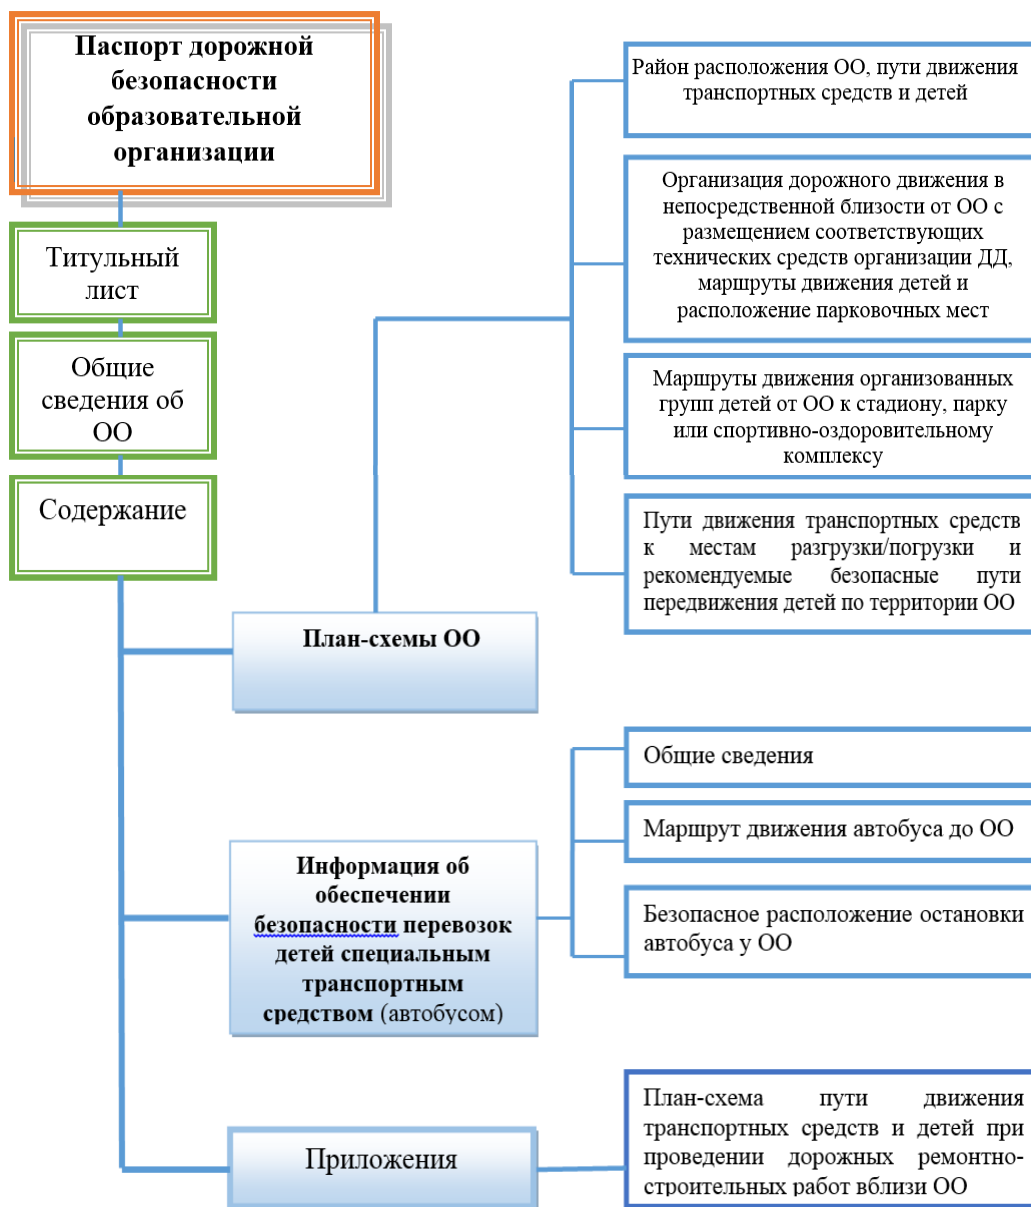 Паспорт дорожной
безопасности
образовательной
организации
Титульный
лист
Общие
сведения об
ОО
Содержание
План-схемы ОО
Район расположения ОО, пути движения
транспортных средств и детей
Организация дорожного движения в
непосредственной близости от ОО с
размещением соответствующих
технических средств организации ДД,
маршруты движения детей и
расположение парковочных мест
Маршруты движения организованных
групп детей от ОО к стадиону, парку
или спортивно-оздоровительному
комплексу
Пути движения транспортных средств
к местам разгрузки/погрузки и
рекомендуемые безопасные пути
передвижения детей по территории ОО
Информация об
обеспечении
безопасности перевозок
детей специальным
транспортным
средством (автобусом)
Общие сведения
Маршрут движения автобуса до ОО
Безопасное расположение остановки
автобуса у ОО
Приложения
План-схема пути движения
транспортных средств и детей при
проведении дорожных ремонтно-
строительных работ вблизи ОО